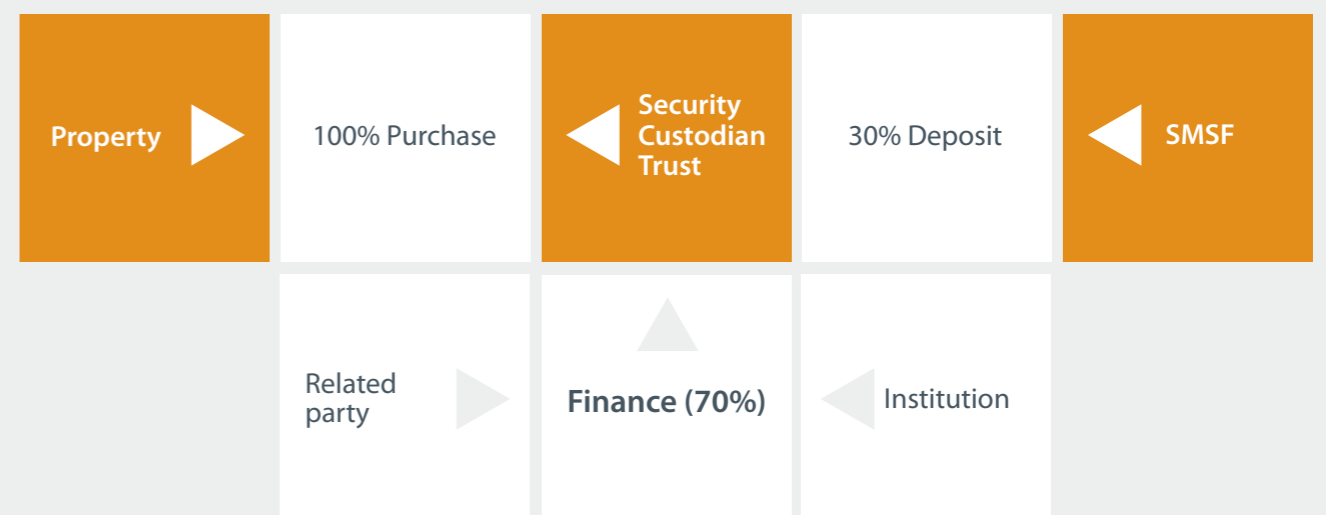 Property
100% Purchase
Security
Custodian
Trust
30% Deposit
SMSF
Related
party
Finance (70%)
Institution